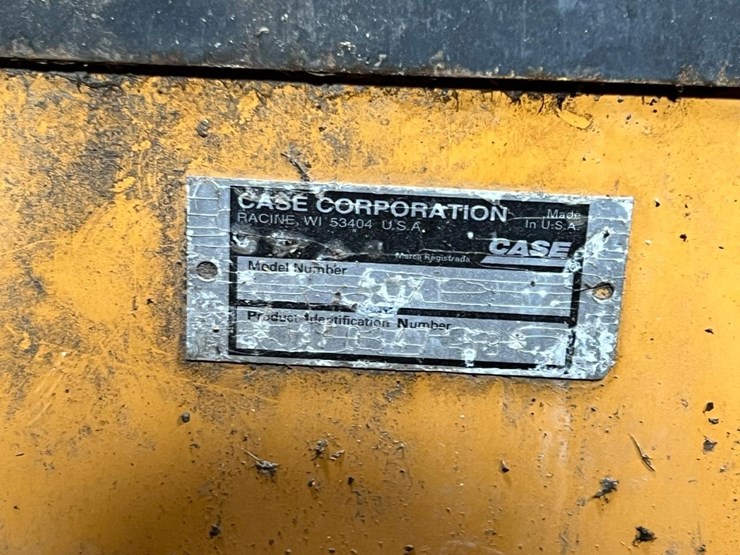 CASE CORPORATION
RACINE, WI 53404 U.S.A.
Made
In U.S.A.
Marca Registrada
CASE
Model Number
Product Identification Number